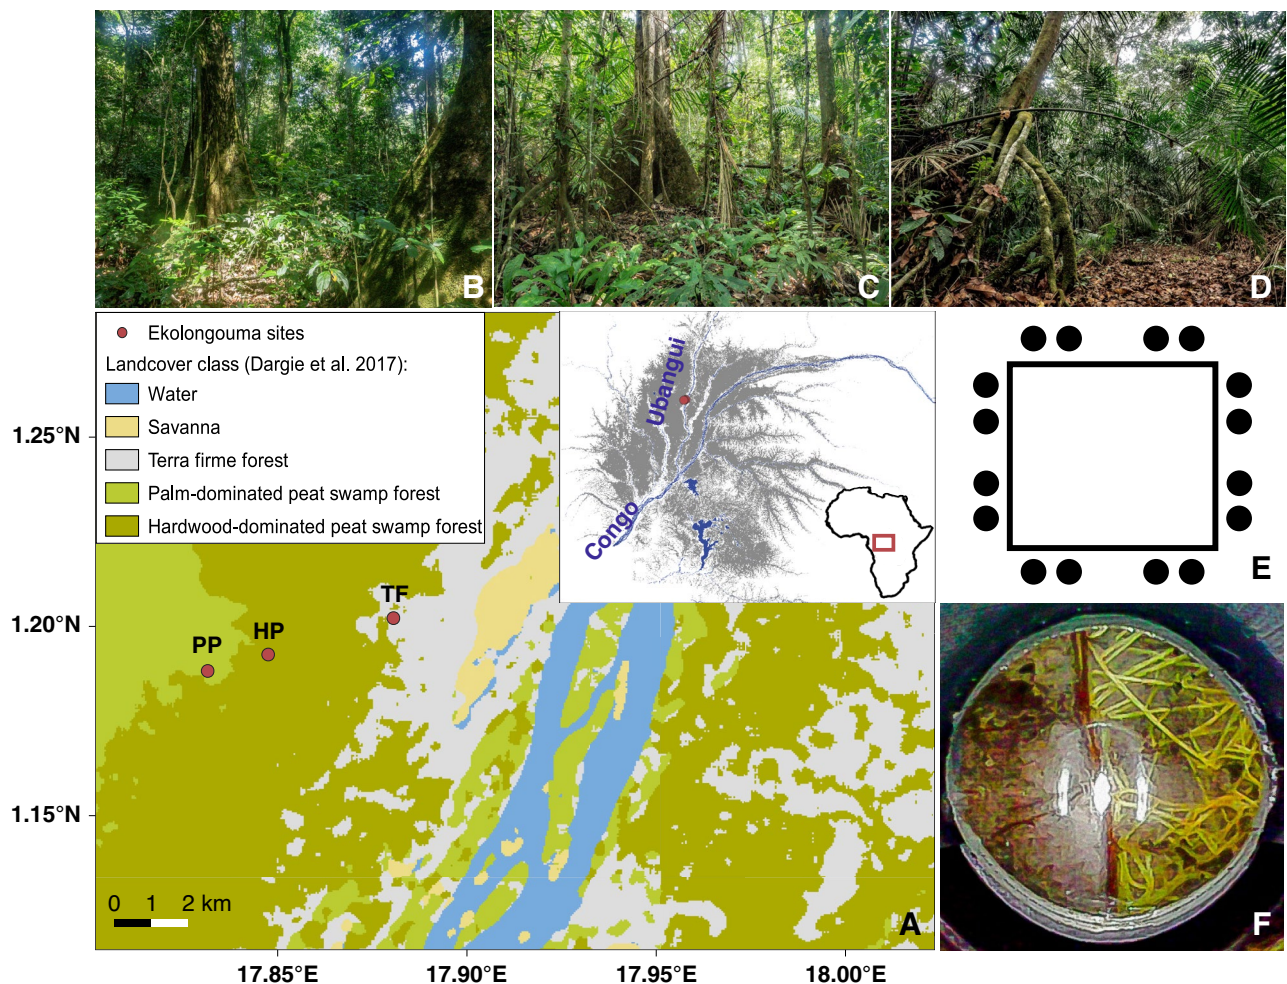 B
C
D
Ekolongouma sites
Landcover class (Dargie et al. 2017):
Water
Savanna
Terra firme forest
Palm-dominated peat swamp forest
Hardwood-dominated peat swamp forest
Ubangui
Congo
1.25°N
1.20°N
1.15°N
PP
HP
TF
0 1 2 km
A
17.85°E
17.90°E
17.95°E
18.00°E
E
F